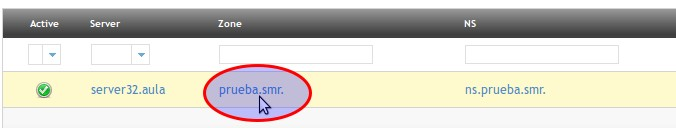 Active Server Zone NS
server32.aula prueba.smr. ns.prueba.smr.